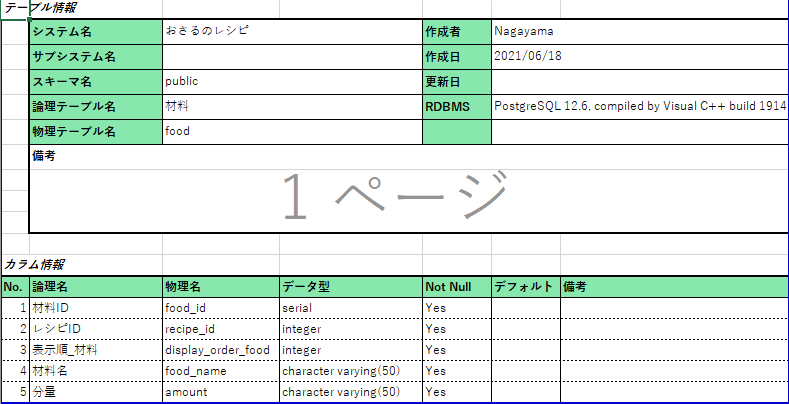 テーブル情報
システム名 おさるのレシピ 作成者 Nagayama
サブシステム名 作成日 2021/06/18
スキーマ名 public 更新日
論理テーブル名 材料 RDBMS PostgreSQL 12.6, compiled by Visual C++ build 1914
物理テーブル名 food
備考
1 ページ
カラム情報
No. 論理名 物理名 データ型 Not Null デフォルト 備考
1 材料ID food_id serial Yes
2 レシピID recipe_id integer Yes
3 表示順_材料 display_order_food integer Yes
4 材料名 food_name character varying(50) Yes
5 分量 amount character varying(50) Yes